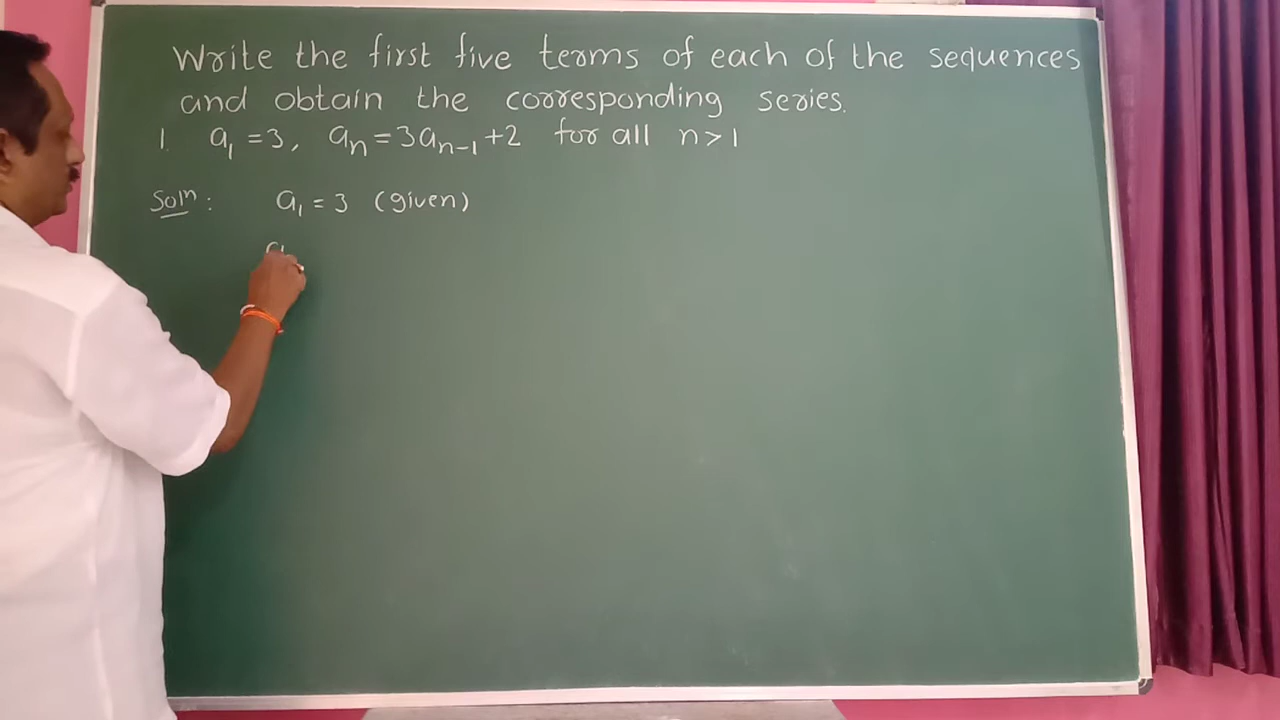 Write the first five terms of each of the sequences
and obtain the corresponding series.
1. a₁ = 3, aₙ = 3aₙ₋₁ + 2 for all n > 1
Solⁿ : a₁ = 3 (given)